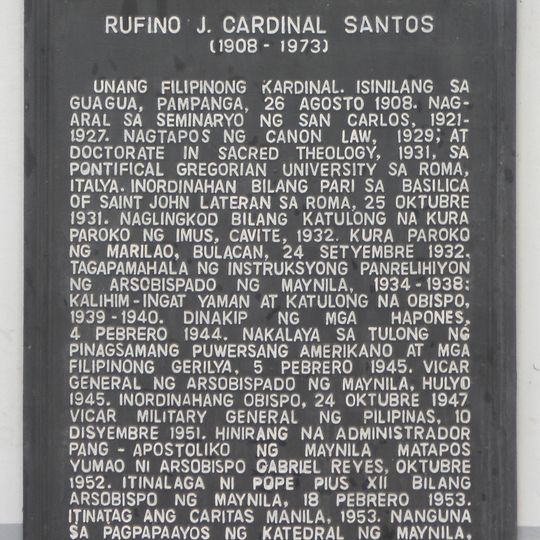 RUFINO J. CARDINAL SANTOS
(1908 - 1973)
UNANG FILIPINONG KARDINAL. ISINILANG SA
GUAGUA, PAMPANGA, 26 AGOSTO 1908. NAG-
ARAL SA SEMINARYO NG SAN CARLOS, 1921-
1927. NAGTAPOS NG CANON LAW, 1929; AT
DOCTORATE IN SACRED THEOLOGY, 1931, SA
PONTIFICAL GREGORIAN UNIVERSITY SA ROMA,
ITALYA. INORDINAHAN BILANG PARI SA BASILICA
OF SAINT JOHN LATERAN SA ROMA, 25 OKTUBRE
1931. NAGLINGKOD BILANG KATULONG NA KURA
PAROKO NG IMUS, CAVITE, 1932. KURA PAROKO
NG MARILAO, BULACAN, 24 SETYEMBRE 1932.
TAGAPAMAHALA NG INSTRUKSYONG PANRELIHIYON
NG ARSOBISPADO NG MAYNILA, 1934-1938;
KALIHIM-INGAT YAMAN AT KATULONG NA OBISPO,
1939-1940. DINAKIP NG MGA HAPONES,
4 PEBRERO 1944. NAKALAYA SA TULONG NG
PINAGSAMANG PUWERSANG AMERIKANO AT MGA
FILIPINONG GERILYA, 5 PEBRERO 1945. VICAR
GENERAL NG ARSOBISPADO NG MAYNILA, HULYO
1945. INORDINAHANG OBISPO, 24 OKTUBRE 1947
VICAR MILITARY GENERAL NG PILIPINAS, 10
DISYEMBRE 1951. HINIRANG NA ADMINISTRADOR
PANG-APOSTOLIKO NG MAYNILA MATAPOS
YUMAO NI ARSOBISPO GABRIEL REYES, OKTUBRE
1952. ITINALAGA NI POPE PIUS XII BILANG
ARSOBISPO NG MAYNILA, 18 PEBRERO 1953.
ITINATAG ANG CARITAS MANILA, 1953. NANGUNA
SA PAGPAPAAYOS NG KATEDRAL NG MAYNILA,